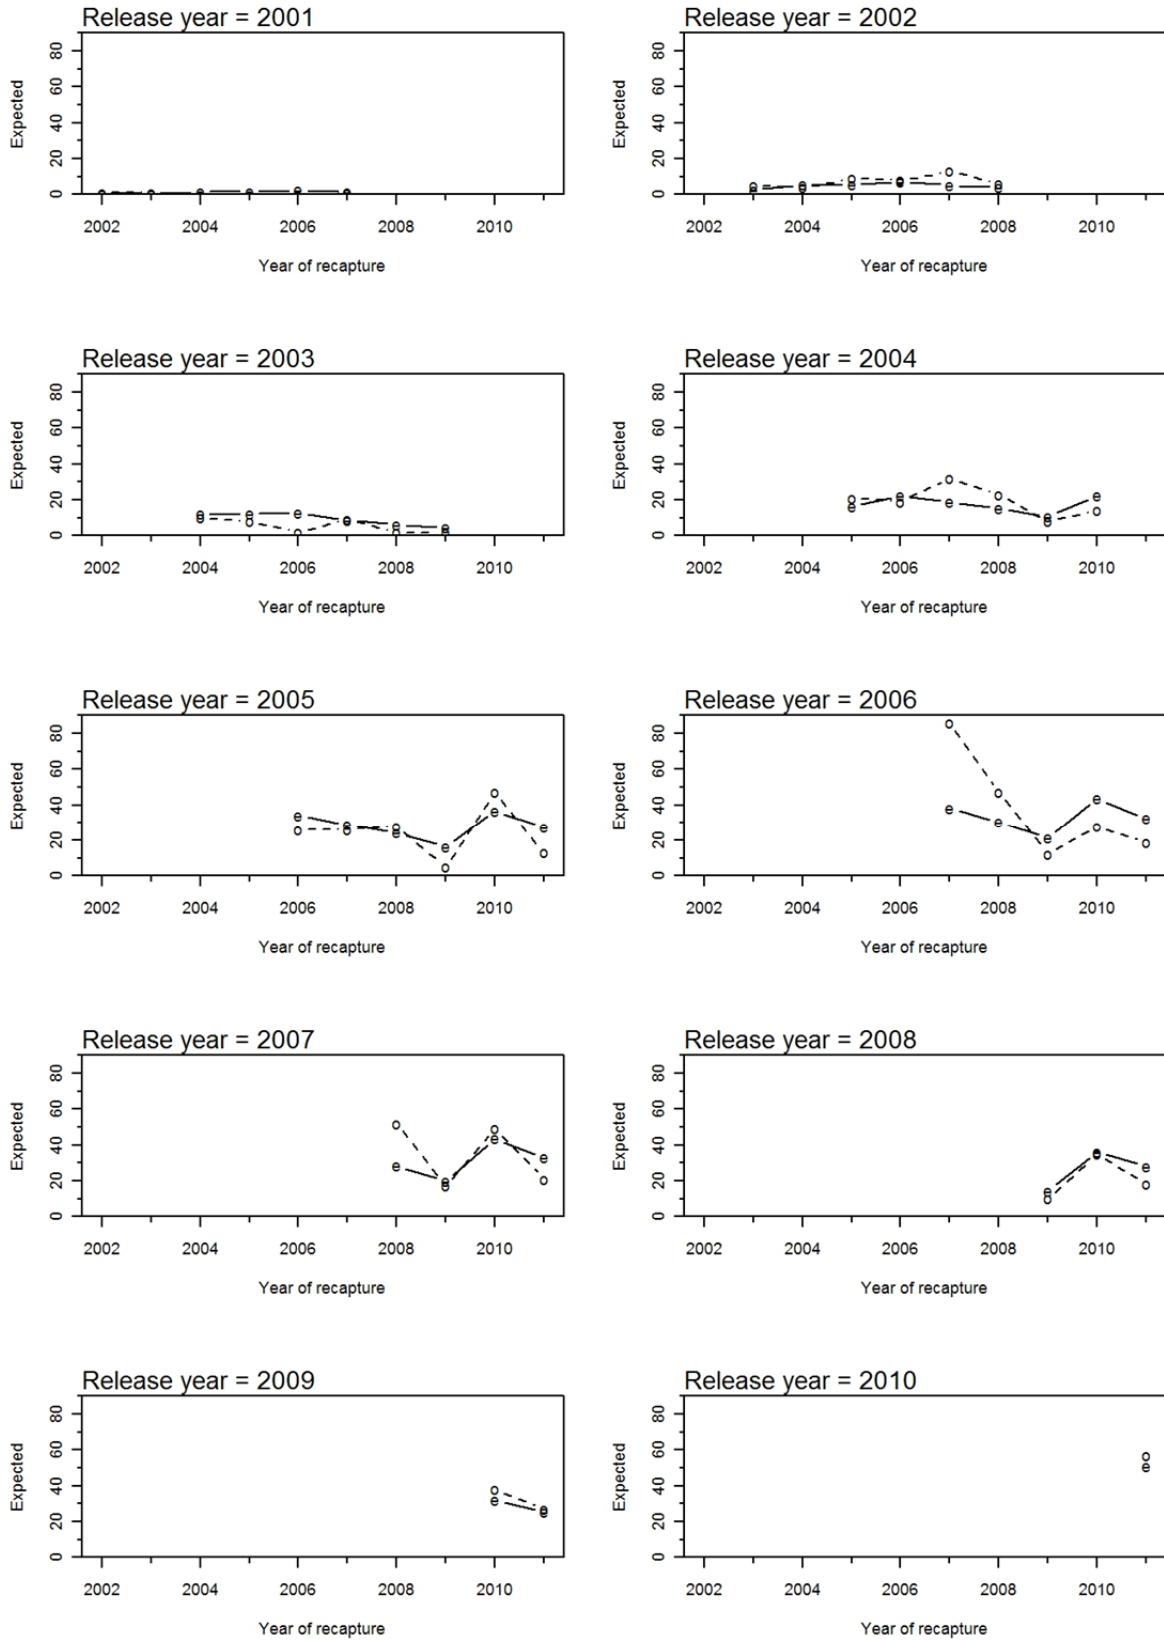 Release year = 2001
80
60
40
20
0
Expected
2002 2004 2006 2008 2010
Year of recapture
Release year = 2002
80
60
40
20
0
Expected
2002 2004 2006 2008 2010
Year of recapture
Release year = 2003
80
60
40
20
0
Expected
2002 2004 2006 2008 2010
Year of recapture
Release year = 2004
80
60
40
20
0
Expected
2002 2004 2006 2008 2010
Year of recapture
Release year = 2005
80
60
40
20
0
Expected
2002 2004 2006 2008 2010
Year of recapture
Release year = 2006
80
60
40
20
0
Expected
2002 2004 2006 2008 2010
Year of recapture
Release year = 2007
80
60
40
20
0
Expected
2002 2004 2006 2008 2010
Year of recapture
Release year = 2008
80
60
40
20
0
Expected
2002 2004 2006 2008 2010
Year of recapture
Release year = 2009
80
60
40
20
0
Expected
2002 2004 2006 2008 2010
Year of recapture
Release year = 2010
80
60
40
20
0
Expected
2002 2004 2006 2008 2010
Year of recapture